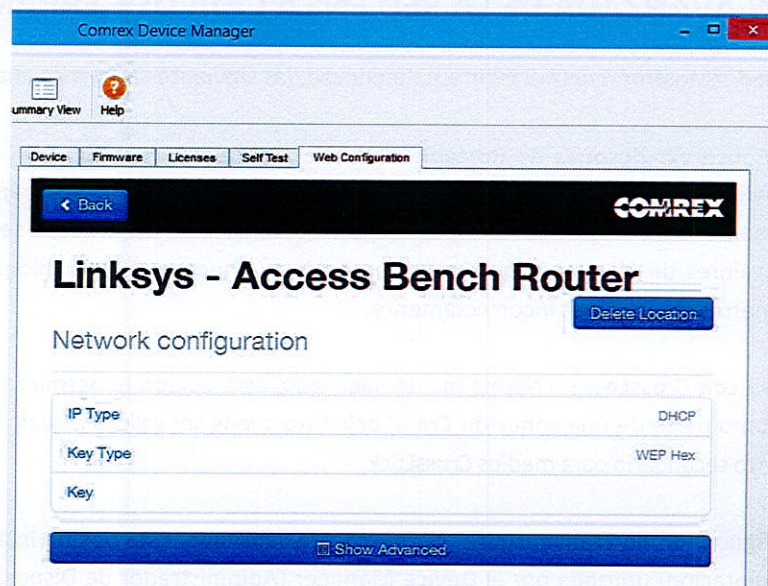 Comrex Device Manager
ummary View Help
Device Firmware Licenses Self Test Web Configuration
Back COMREX
Linksys - Access Bench Router
Delete Location
Network configuration
IP Type DHCP
Key Type WEP Hex
Key
Show Advanced